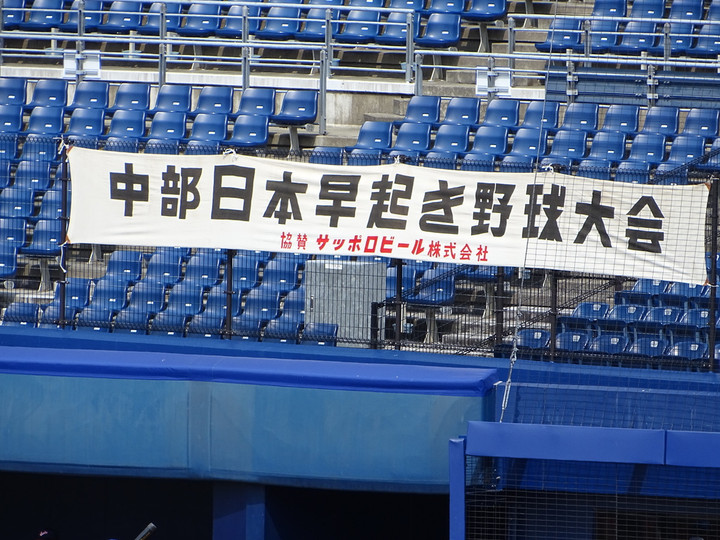 中部日本早起き野球大会
協賛 サッポロビール株式会社